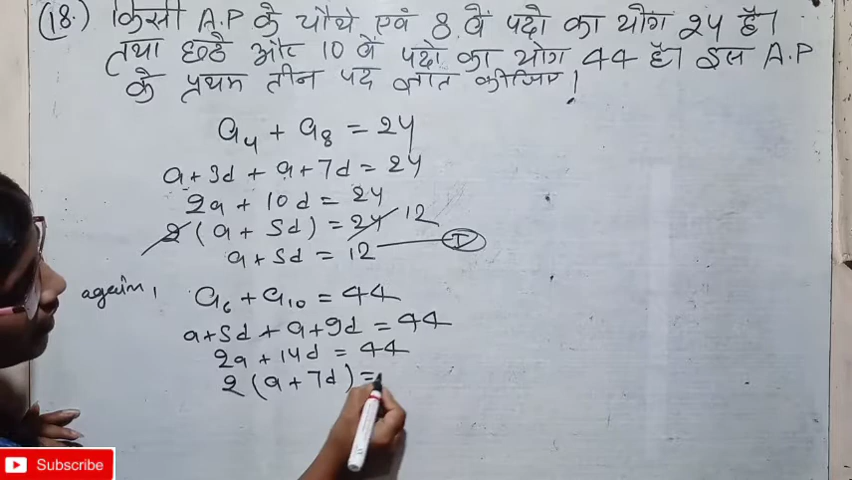 (18.) किसी A.P के चौथे एवं 8 वें पदो का योग 24 है।
तथा छठे और 10 वें पदो का योग 44 है। इस A.P
के प्रथम तीन पद ज्ञात कीजिए!
a₄ + a₈ = 24
a+3d + a+7d = 24
2a + 10d = 24
2 ( a + 5d ) = 24 12
a+5d = 12 I
again, a₆ + a₁₀ = 44
a+5d + a+9d = 44
2a + 14d = 44
2 (a + 7d) =
Subscribe